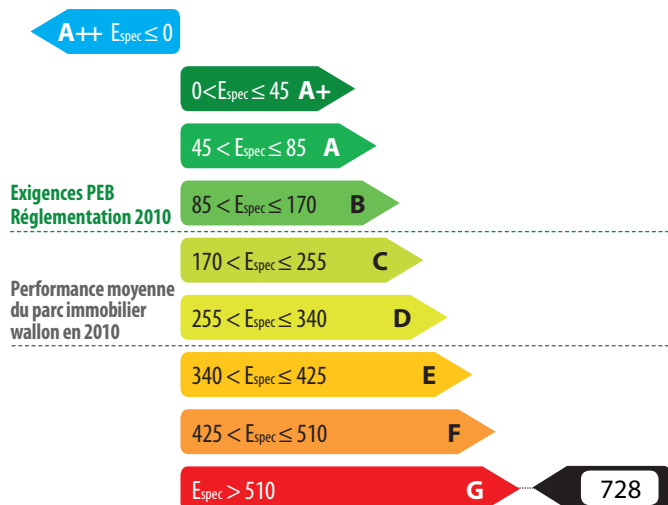 A++ Espec ≤ 0
0<Espec ≤ 45 A+
45 < Espec ≤ 85 A
Exigences PEB
Réglementation 2010
85 < Espec ≤ 170 B
170 < Espec ≤ 255 C
Performance moyenne
du parc immobilier
wallon en 2010
255 < Espec ≤ 340 D
340 < Espec ≤ 425 E
425 < Espec ≤ 510 F
Espec > 510 G
728